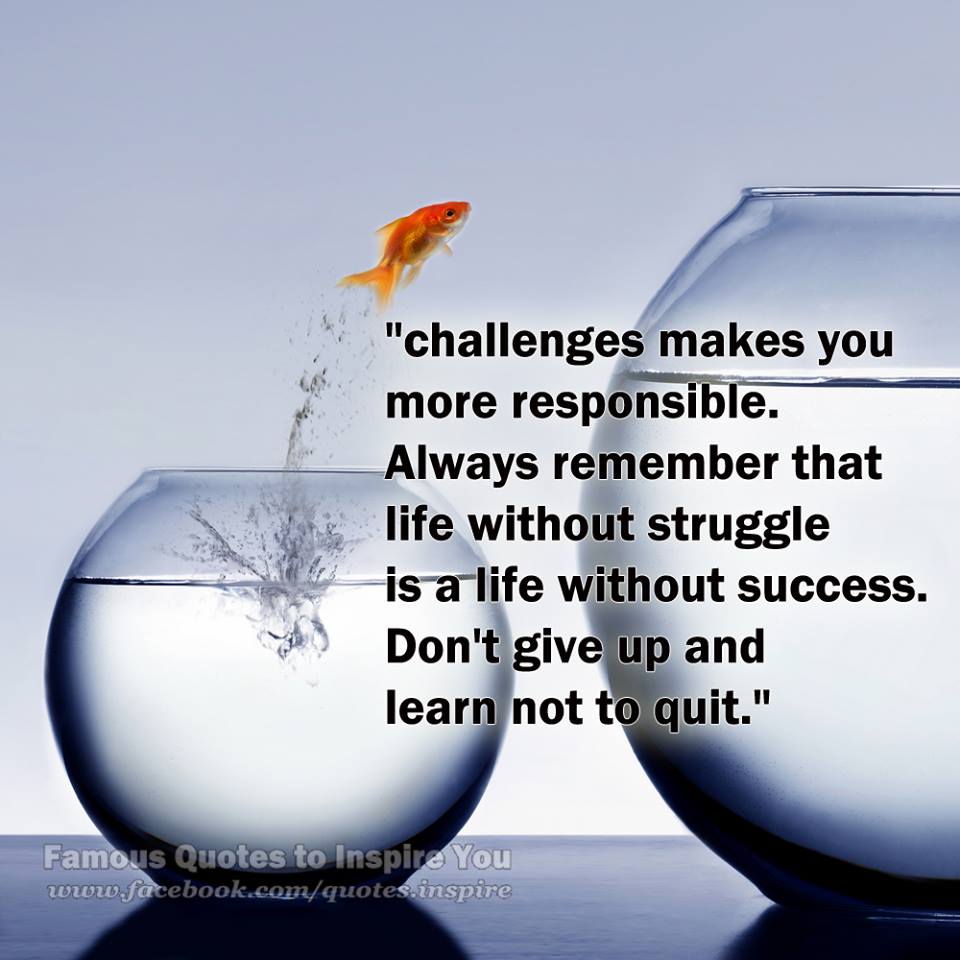 "challenges makes you
more responsible.
Always remember that
life without struggle
is a life without success.
Don't give up and
learn not to quit."
Famous Quotes to Inspire You
www.facebook.com/quotes.inspire